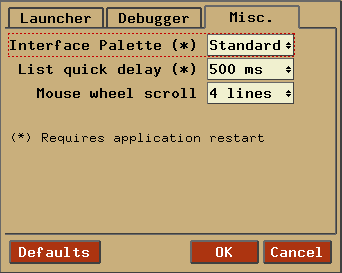 Launcher Debugger Misc.
Interface Palette (*) Standard
List quick delay (*) 500 ms
Mouse wheel scroll 4 lines
(*) Requires application restart
Defaults OK Cancel